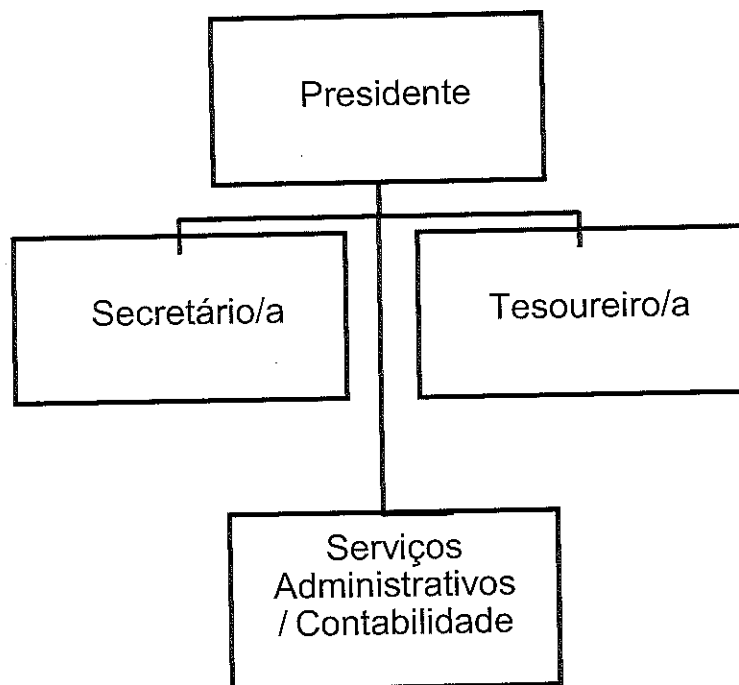 Presidente
Secretário/a
Tesoureiro/a
Serviços
Administrativos
/ Contabilidade